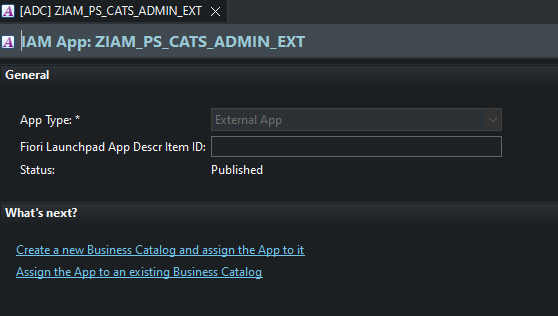 [ADC] ZIAM_PS_CATS_ADMIN_EXT
IAM App: ZIAM_PS_CATS_ADMIN_EXT
General
App Type: * External App
Fiori Launchpad App Descr Item ID:
Status: Published
What's next?
Create a new Business Catalog and assign the App to it
Assign the App to an existing Business Catalog